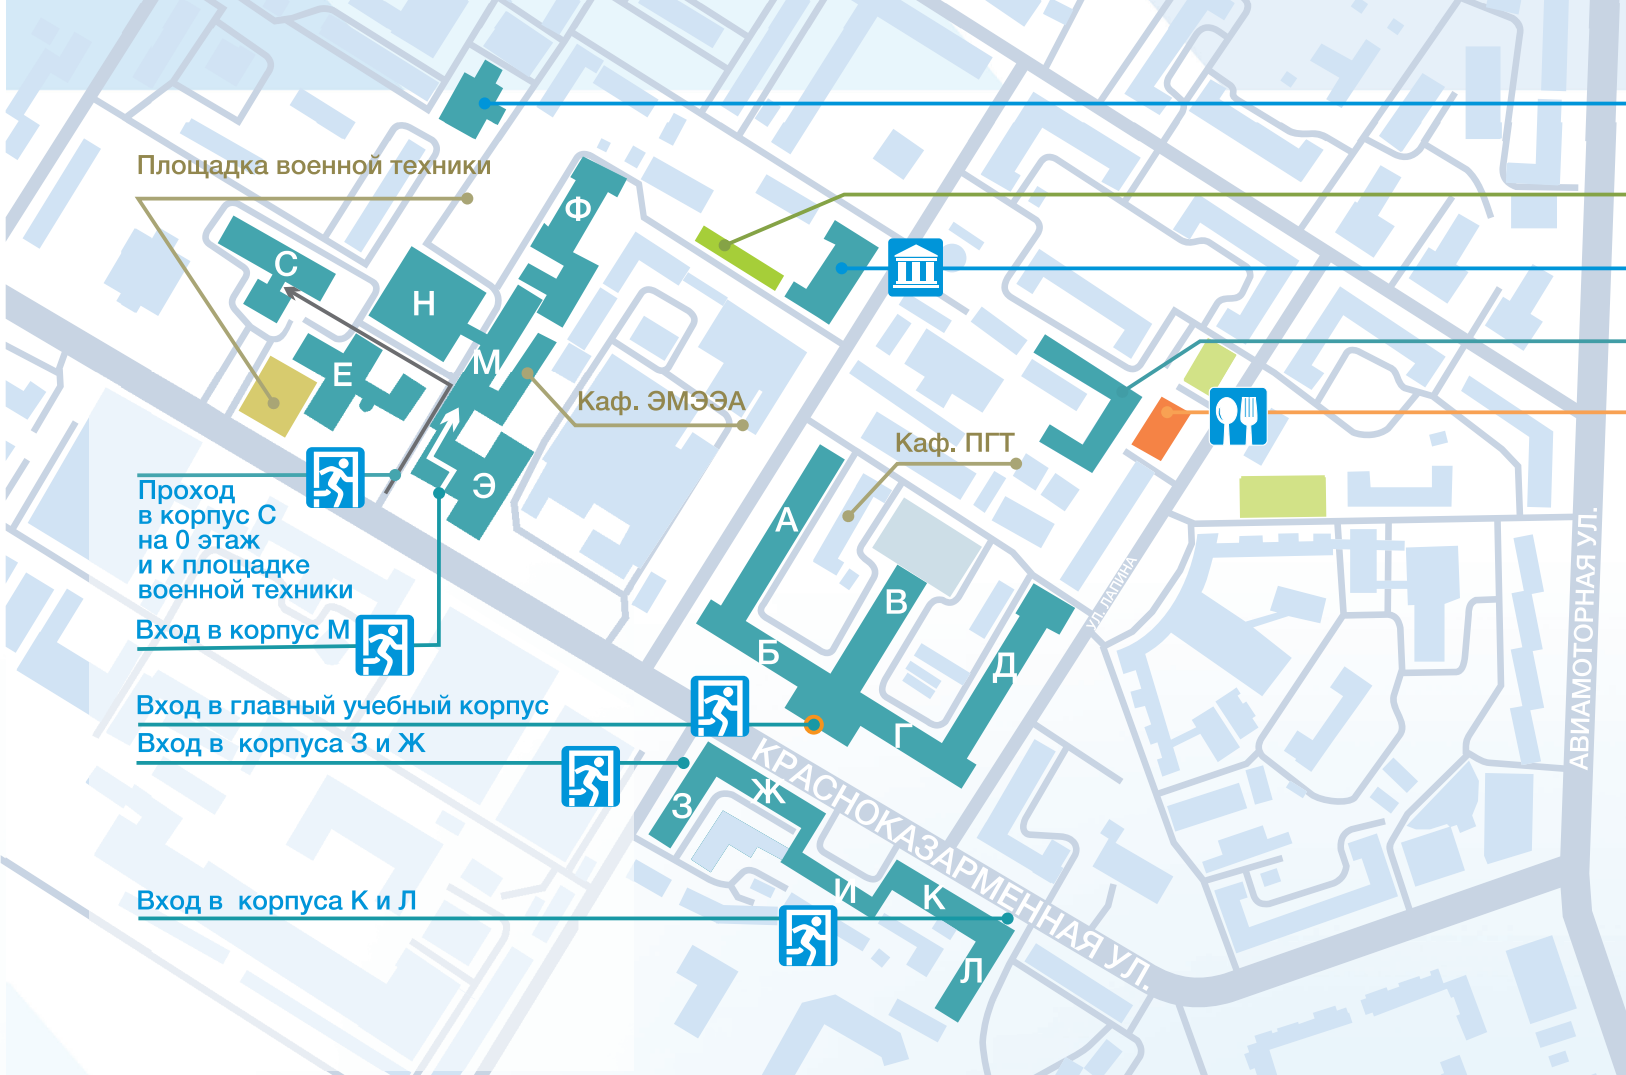 Площадка военной техники
Ф
С
Н
М
Е
Каф. ЭМЭЭА
Каф. ПГТ
Э
А
Проход
в корпус С
на 0 этаж
и к площадке
военной техники
Вход в корпус М
В
Б
Д
Г
УЛ. ЛАПИНА
АВИАМОТОРНАЯ УЛ.
Вход в главный учебный корпус
Вход в  корпуса З и Ж
Ж
З
КРАСНОКАЗАРМЕННАЯ УЛ.
И
К
Вход в  корпуса К и Л
Л